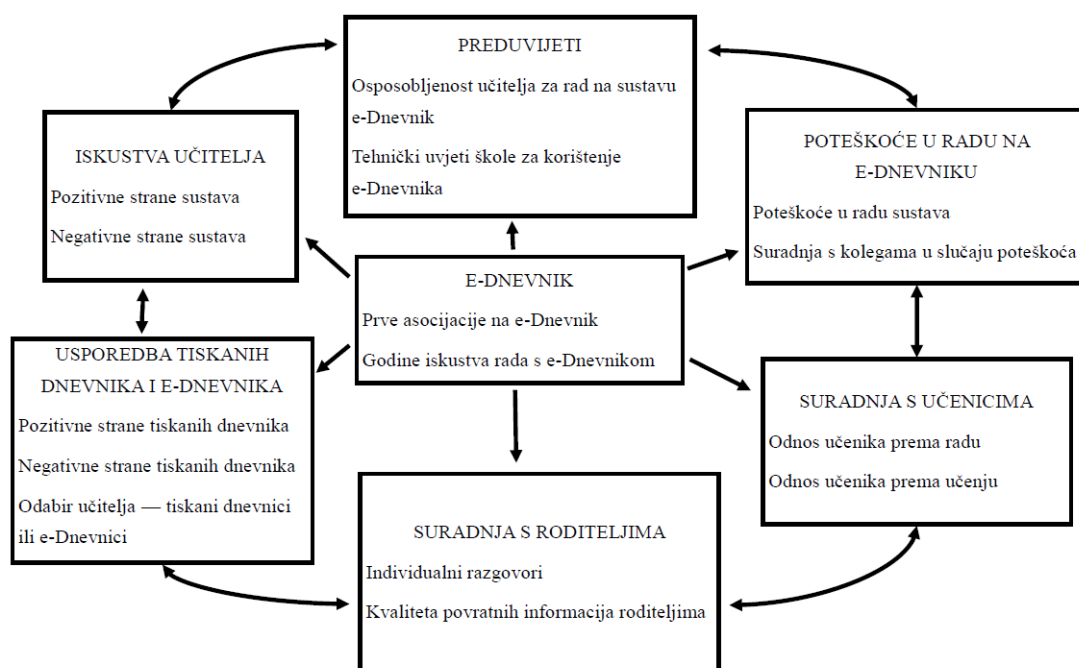 PREDUVIJETI
Osposobljenost učitelja za rad na sustavu
e-Dnevnik
Tehnički uvjeti škole za korištenje
e-Dnevnika
ISKUSTVA UČITELJA
Pozitivne strane sustava
Negativne strane sustava
POTEŠKOĆE U RADU NA
E-DNEVNIKU
Poteškoće u radu sustava
Suradnja s kolegama u slučaju poteškoća
E-DNEVNIK
Prve asocijacije na e-Dnevnik
Godine iskustva rada s e-Dnevnikom
USPOREDBA TISKANIH
DNEVNIKA I E-DNEVNIKA
Pozitivne strane tiskanih dnevnika
Negativne strane tiskanih dnevnika
Odabir učitelja — tiskani dnevnici
ili e-Dnevnici
SURADNJA S UČENICIMA
Odnos učenika prema radu
Odnos učenika prema učenju
SURADNJA S RODITELJIMA
Individualni razgovori
Kvaliteta povratnih informacija roditeljima